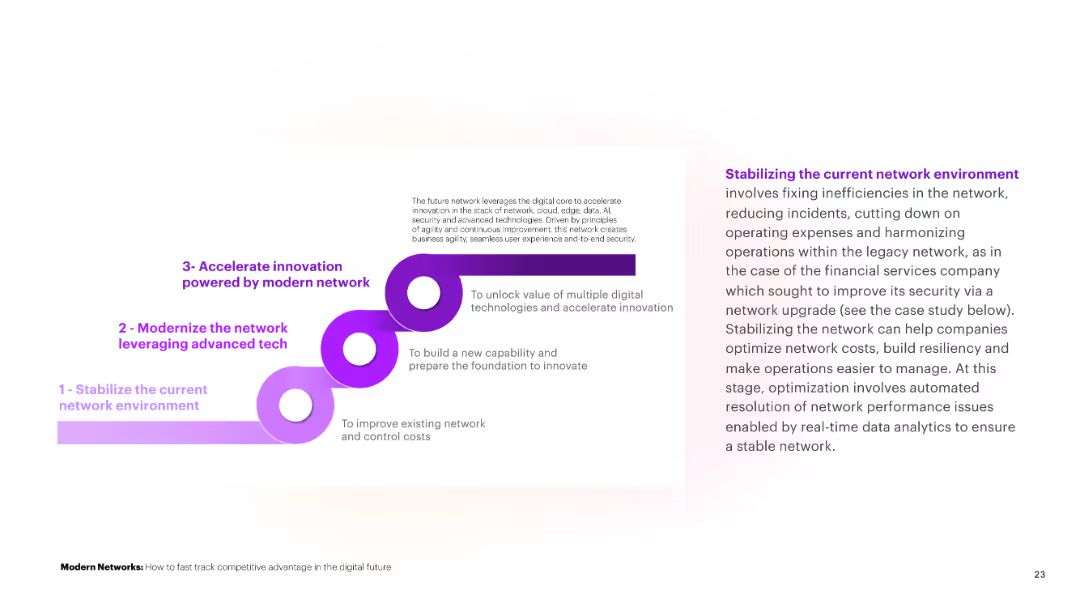 The future network leverages the digital core to accelerate
innovation in the stack of network, cloud, edge, data, AI,
security and advanced technologies. Driven by principles
of agility and continuous improvement, this network creates
business agility, seamless user experience and-to-end security.
3- Accelerate innovation
powered by modern network
To unlock value of multiple digital
technologies and accelerate innovation
2 - Modernize the network
leveraging advanced tech
To build a new capability and
prepare the foundation to innovate
1 - Stabilize the current
network environment
To improve existing network
and control costs
Stabilizing the current network environment
involves fixing inefficiencies in the network,
reducing incidents, cutting down on
operating expenses and harmonizing
operations within the legacy network, as in
the case of the financial services company
which sought to improve its security via a
network upgrade (see the case study below).
Stabilizing the network can help companies
optimize network costs, build resiliency and
make operations easier to manage. At this
stage, optimization involves automated
resolution of network performance issues
enabled by real-time data analytics to ensure
a stable network.
Modern Networks: How to fast track competitive advantage in the digital future
23